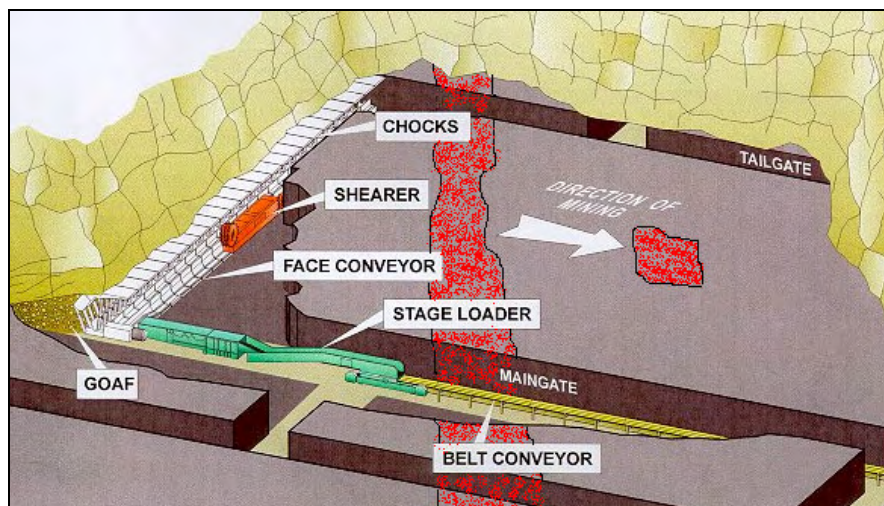 CHOCKS
TAILGATE
SHEARER
DIRECTION OF
MINING
FACE CONVEYOR
STAGE LOADER
GOAF
MAINGATE
BELT CONVEYOR